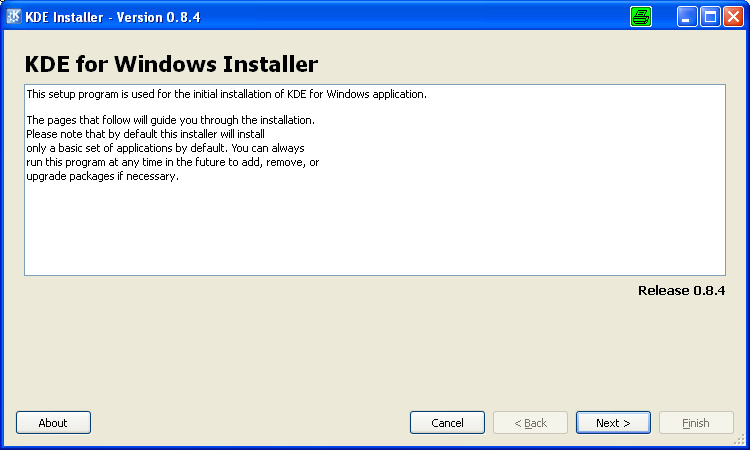 KDE Installer - Version 0.8.4
KDE for Windows Installer
This setup program is used for the initial installation of KDE for Windows application.
The pages that follow will guide you through the installation.
Please note that by default this installer will install
only a basic set of applications by default. You can always
run this program at any time in the future to add, remove, or
upgrade packages if necessary.
Release 0.8.4
About
Cancel
< Back
Next >
Finish